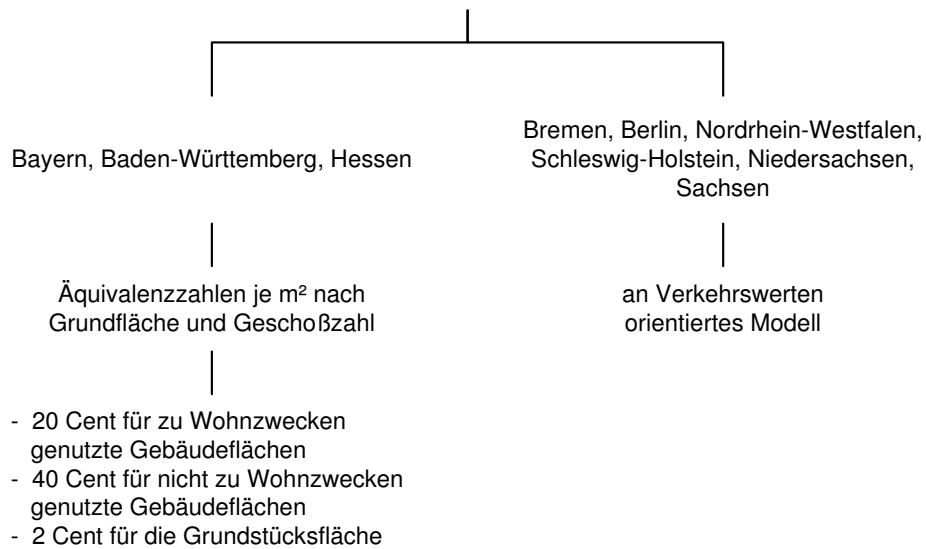 Bayern, Baden-Württemberg, Hessen
Bremen, Berlin, Nordrhein-Westfalen,
Schleswig-Holstein, Niedersachsen,
Sachsen
Äquivalenzzahlen je m² nach
Grundfläche und Geschoßzahl
an Verkehrswerten
orientiertes Modell
- 20 Cent für zu Wohnzwecken
genutzte Gebäudeflächen
- 40 Cent für nicht zu Wohnzwecken
genutzte Gebäudeflächen
- 2 Cent für die Grundstücksfläche